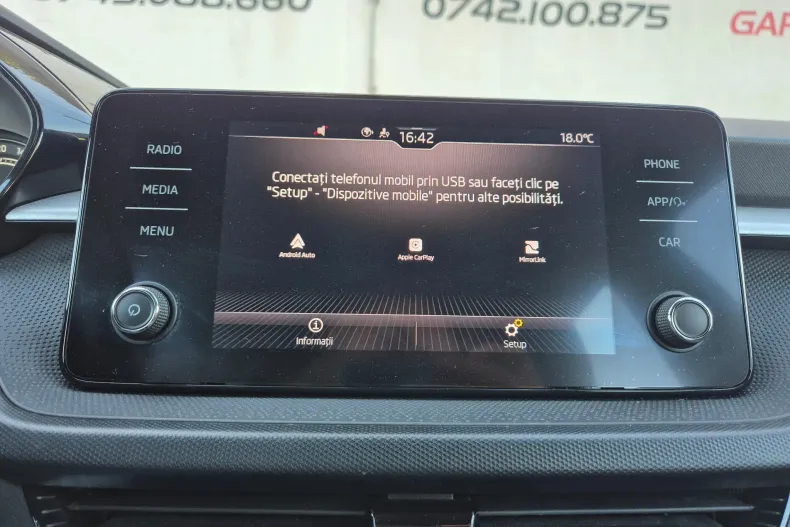 0742.100.875
GAR
16:42
18.0°C
RADIO
MEDIA
MENU
Conectați telefonul mobil prin USB sau faceți clic pe
"Setup" - "Dispozitive mobile" pentru alte posibilități.
Android Auto
Apple CarPlay
MirrorLink
Informații
Setup
PHONE
APP/
CAR